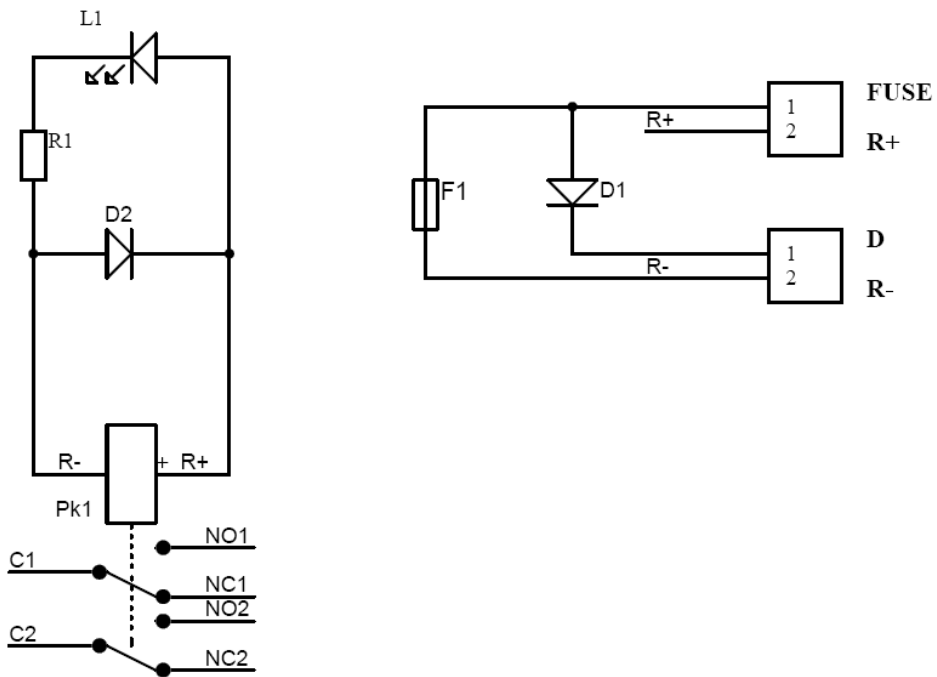 L1
R1
D2
R- + R+
Pk1
NO1
C1
NC1
NO2
C2
NC2
1 FUSE
R+ 2
R+
F1 D1
1 D
R- 2
R-